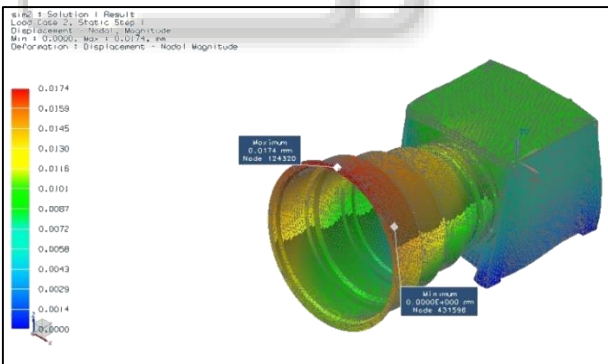 sim2 : Solution 1 Result
Load Case 2, Static Step 1
Displacement - Nodal, Magnitude
Min : 0.0000, Max : 0.0174, mm
Deformation : Displacement - Nodal Magnitude
0.0174
0.0159
0.0145
0.0130
0.0116
0.0101
0.0087
0.0072
0.0058
0.0043
0.0029
0.0014
0.0000
Maximum
0.0174 mm
Node 124320
Minimum
0.0000E+000 mm
Node 431596